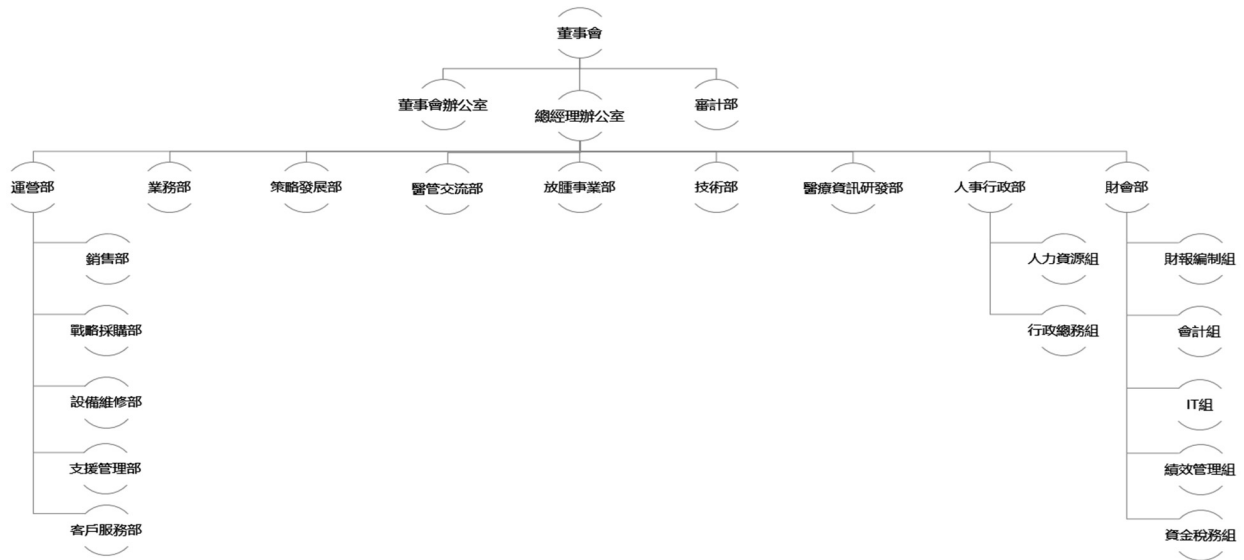 董事會
董事會辦公室
總經理辦公室
審計部
運營部
業務部
策略發展部
醫管交流部
放腫事業部
技術部
醫療資訊研發部
人事行政部
財會部
銷售部
戰略採購部
設備維修部
支援管理部
客戶服務部
人力資源組
行政總務組
財報編制組
會計組
IT組
績效管理組
資金稅務組